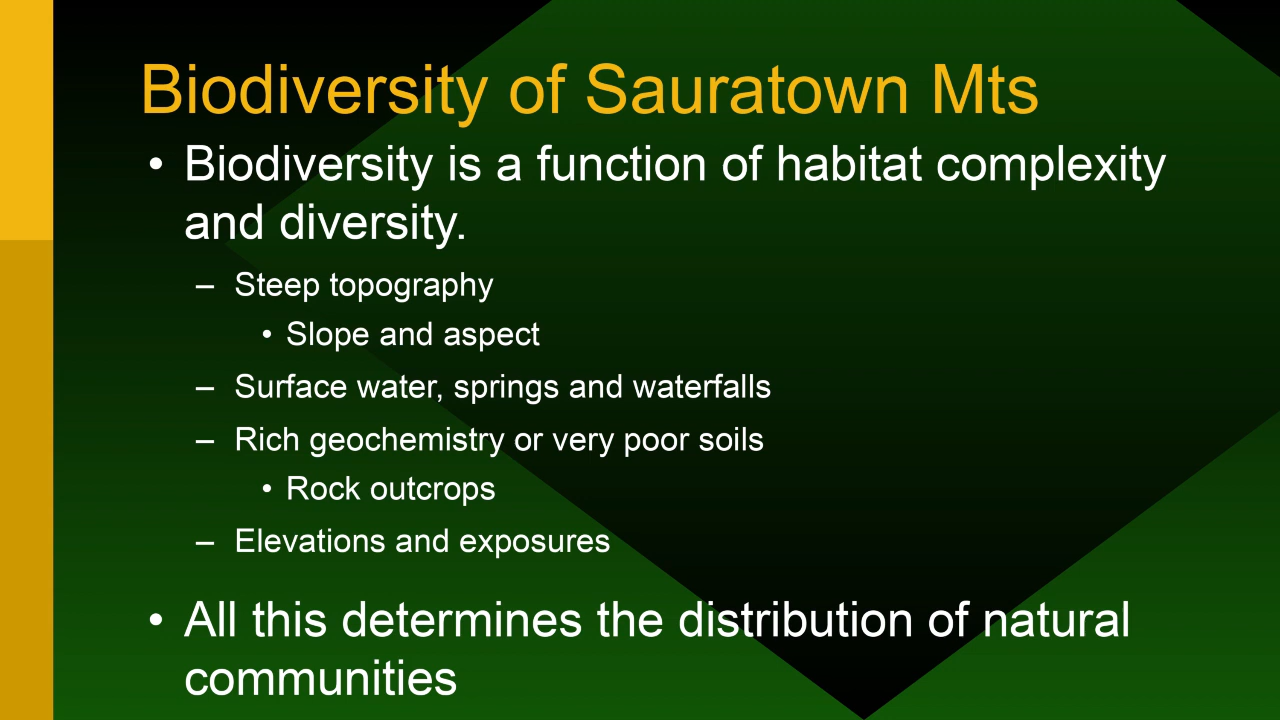 Biodiversity of Sauratown Mts
• Biodiversity is a function of habitat complexity
and diversity.
– Steep topography
• Slope and aspect
– Surface water, springs and waterfalls
– Rich geochemistry or very poor soils
• Rock outcrops
– Elevations and exposures
• All this determines the distribution of natural
communities